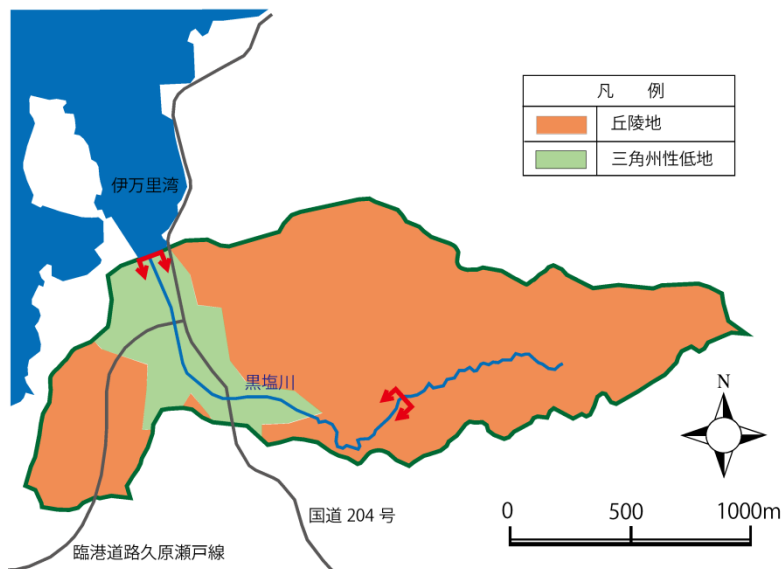 凡 例
丘陵地
三角州性低地
伊万里湾
黒塩川
N
国道 204 号
0 500 1000m
臨港道路久原瀬戸線